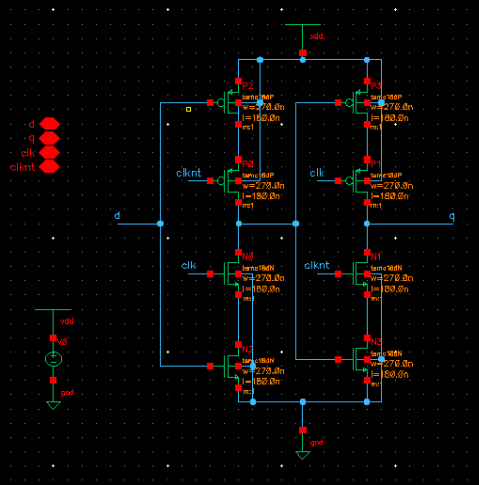 vdd
P2
tsmc18dP
w=270.0n
l=180.0n
m:1
P3
tsmc18dP
w=270.0n
l=180.0n
m:1
d
q
clk
clknt
P0
tsmc18dP
w=270.0n
l=180.0n
m:1
clknt
P1
tsmc18dP
w=270.0n
l=180.0n
m:1
clk
d
q
N0
tsmc18dN
w=270.0n
l=180.0n
m:1
clk
N1
tsmc18dN
w=270.0n
l=180.0n
m:1
clknt
vdd
V0
gnd
N2
tsmc18dN
w=270.0n
l=180.0n
m:1
N3
tsmc18dN
w=270.0n
l=180.0n
m:1
gnd